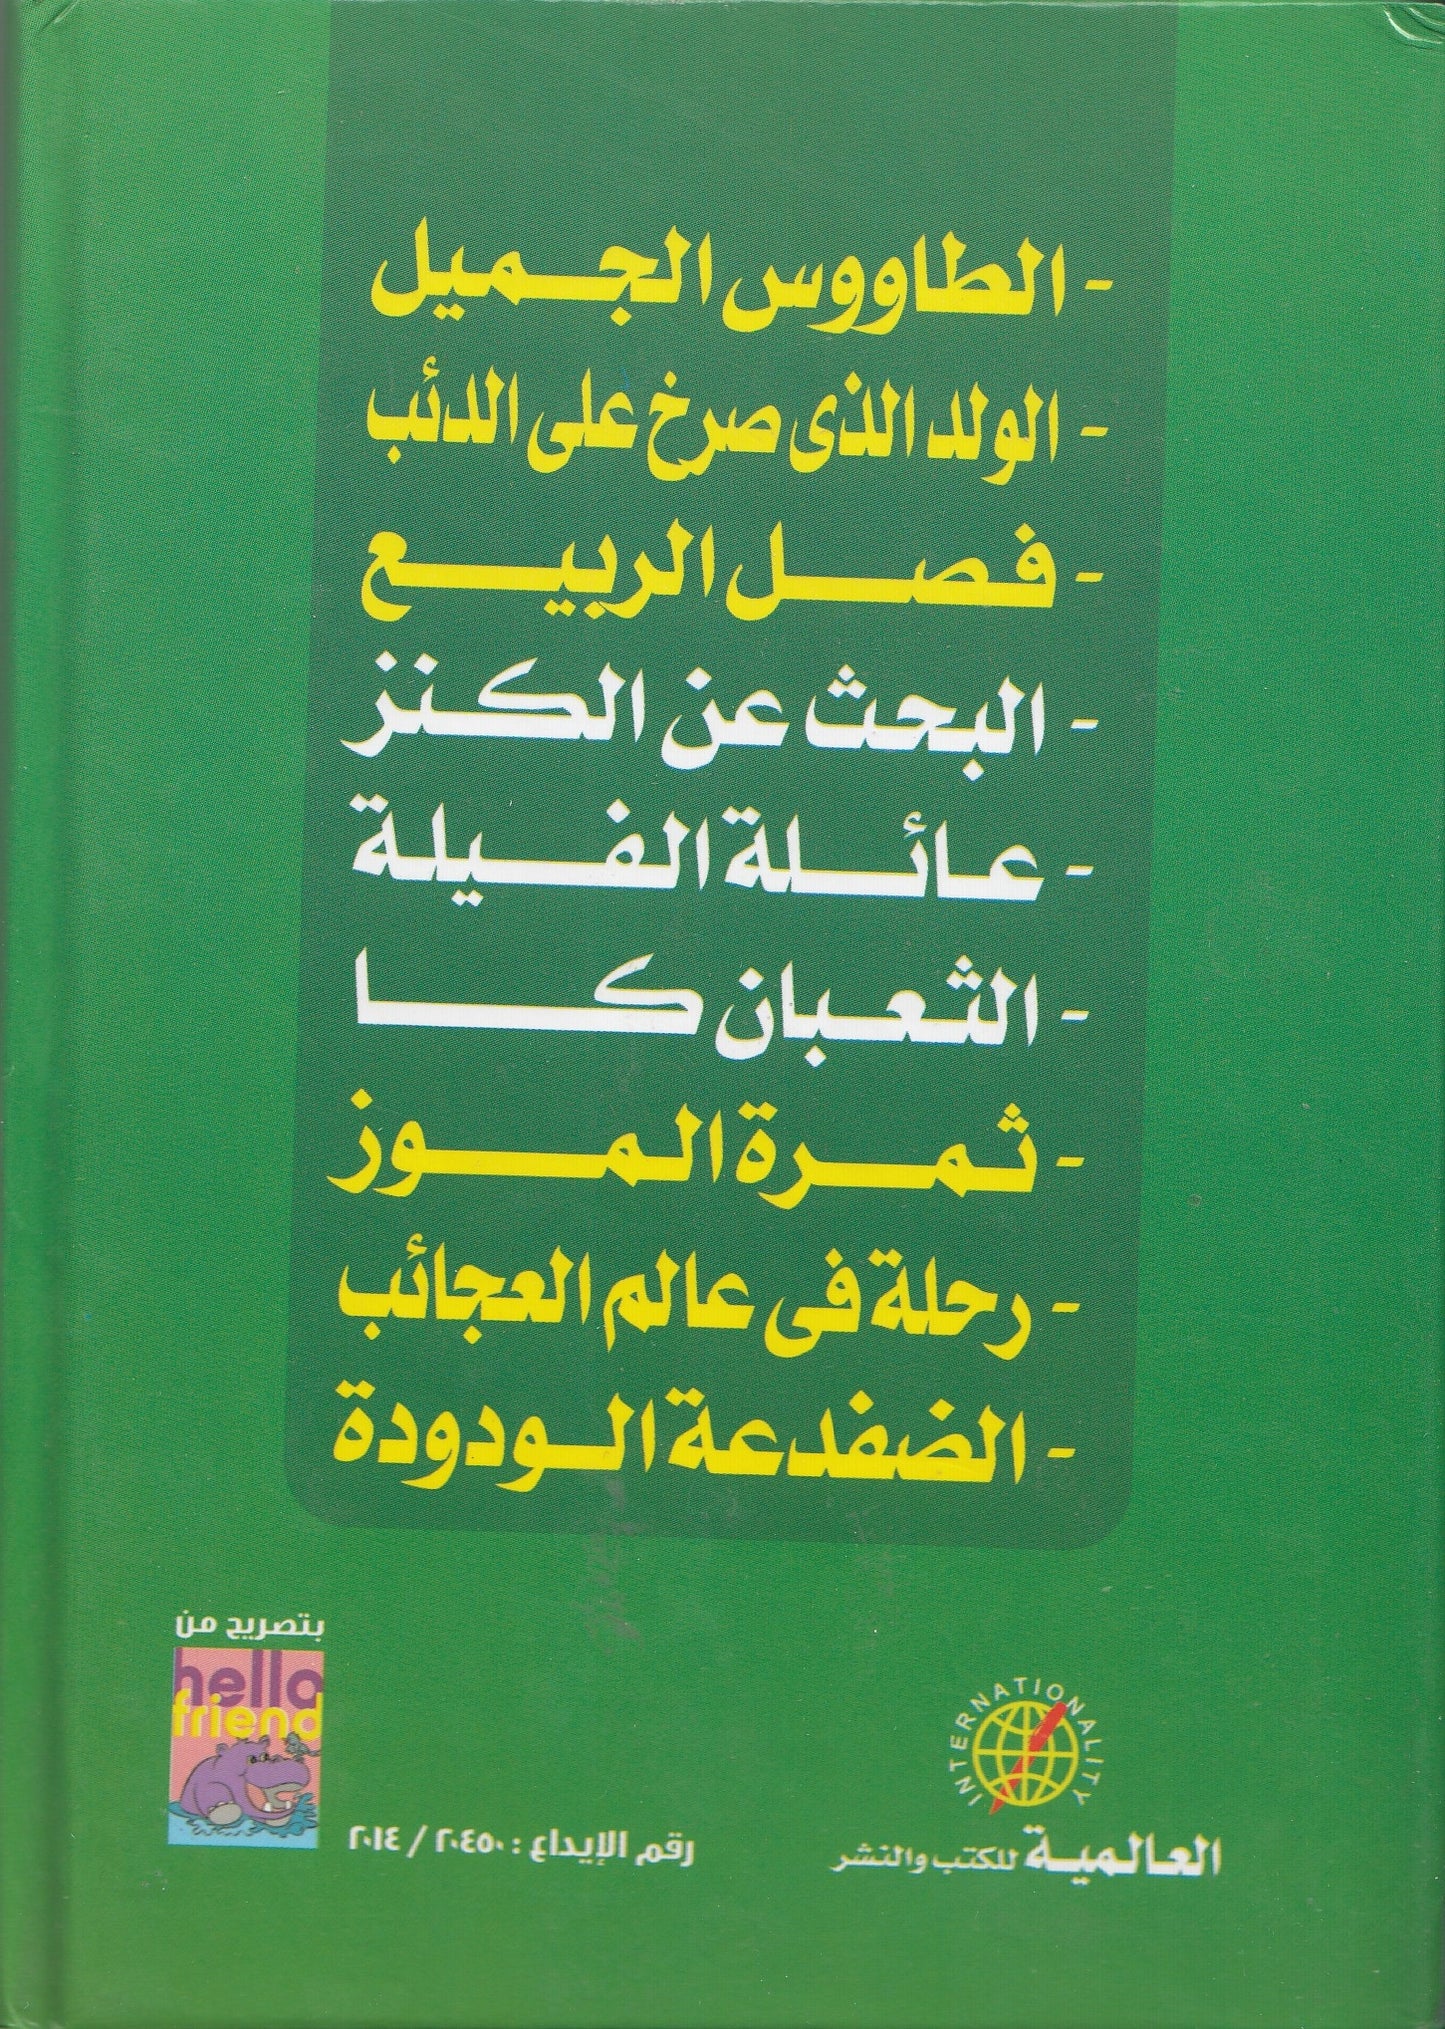 - الطاووس الجميل
- الولد الذى صرخ على الدئب
- فصل الربيع
- البحث عن الكنز
- عائلة الفيلة
- الثعبان كا
- ثمرة الموز
- رحلة فى عالم العجائب
- الضفدعة الودودة
بتصريح من
hello
friend
INTERNATIONALITY
العالمية للكتب والنشر
رقم الإيداع : ٢٠٤٥٠ / ٢٠١٤